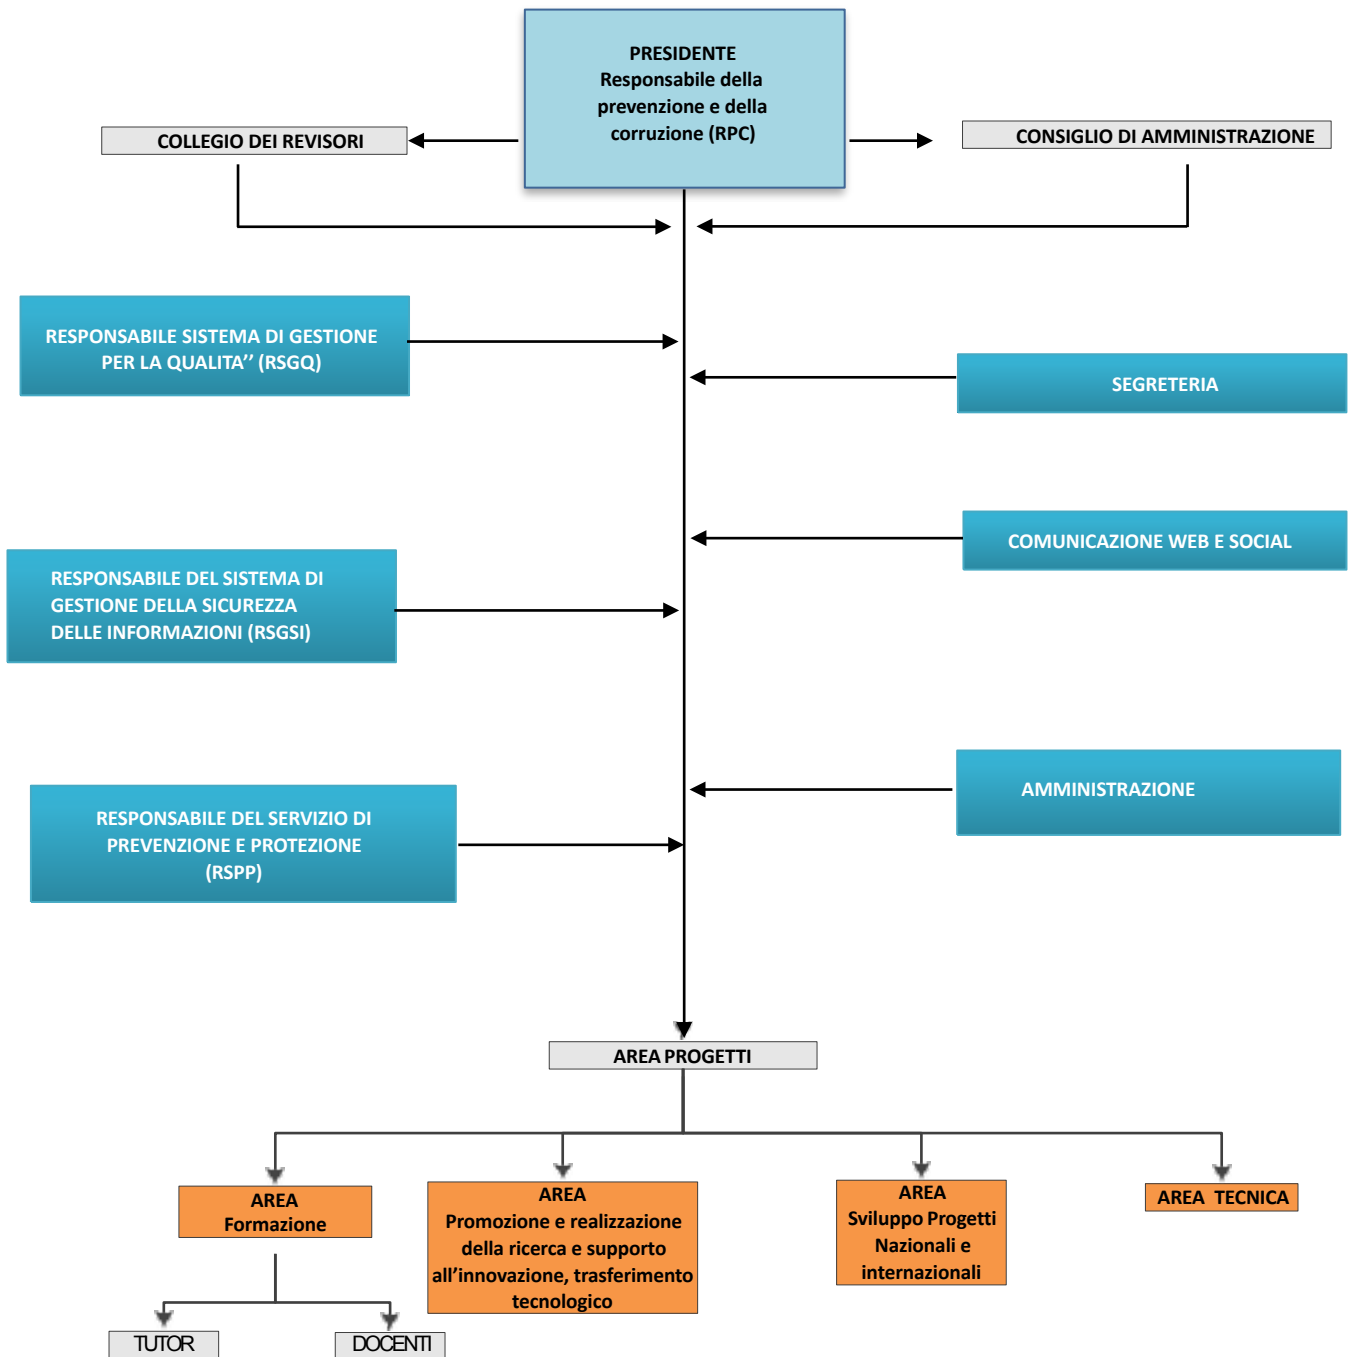 PRESIDENTE
Responsabile della
prevenzione e della
corruzione (RPC)
COLLEGIO DEI REVISORI
CONSIGLIO DI AMMINISTRAZIONE
RESPONSABILE SISTEMA DI GESTIONE
PER LA QUALITA’’ (RSGQ)
SEGRETERIA
COMUNICAZIONE WEB E SOCIAL
RESPONSABILE DEL SISTEMA DI
GESTIONE DELLA SICUREZZA
DELLE INFORMAZIONI (RSGSI)
AMMINISTRAZIONE
RESPONSABILE DEL SERVIZIO DI
PREVENZIONE E PROTEZIONE
(RSPP)
AREA PROGETTI
AREA
Formazione
AREA
Promozione e realizzazione
della ricerca e supporto
all’innovazione, trasferimento
tecnologico
AREA
Sviluppo Progetti
Nazionali e
internazionali
AREA TECNICA
TUTOR
DOCENTI